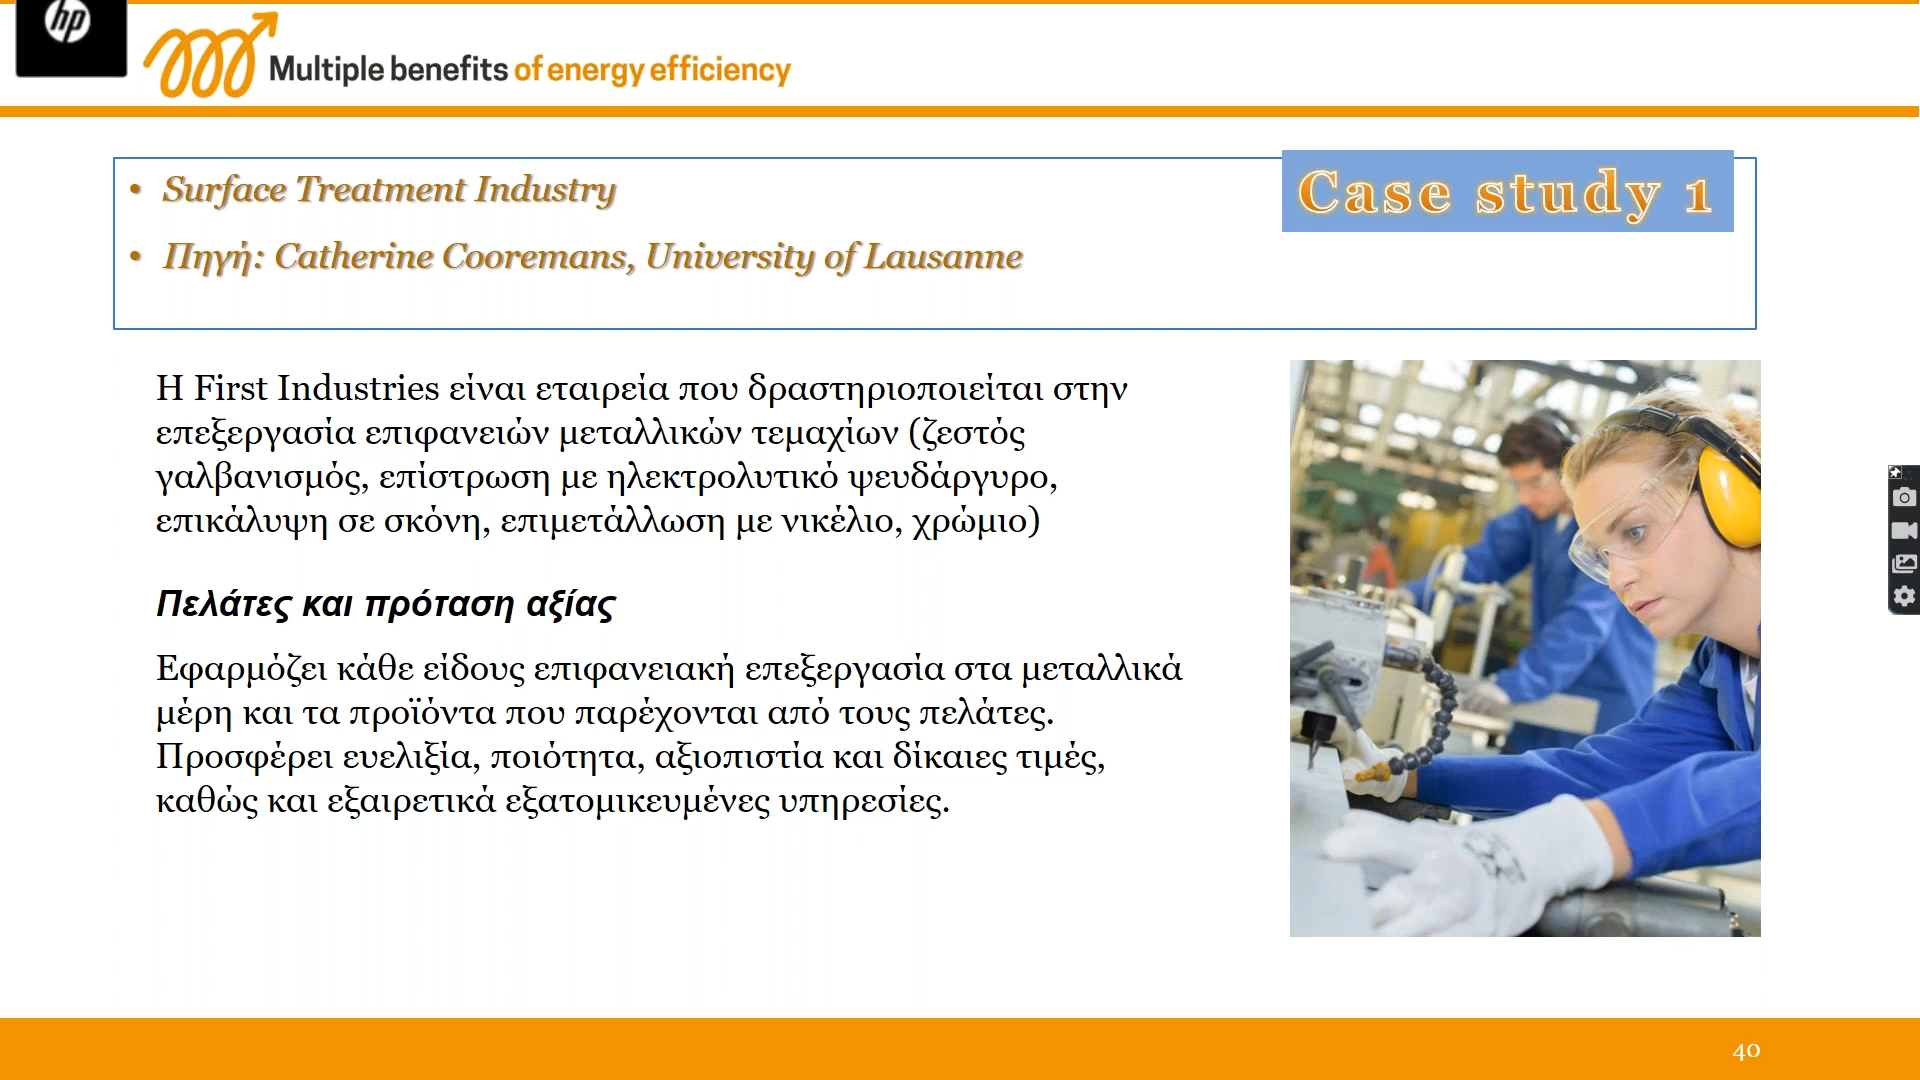 hp
Multiple benefits of energy efficiency
• Surface Treatment Industry
Case study 1
• Πηγή: Catherine Cooremans, University of Lausanne
Η First Industries είναι εταιρεία που δραστηριοποιείται στην
επεξεργασία επιφανειών μεταλλικών τεμαχίων (ζεστός
γαλβανισμός, επίστρωση με ηλεκτρολυτικό ψευδάργυρο,
επικάλυψη σε σκόνη, επιμετάλλωση με νικέλιο, χρώμιο)
Πελάτες και πρόταση αξίας
Εφαρμόζει κάθε είδους επιφανειακή επεξεργασία στα μεταλλικά
μέρη και τα προϊόντα που παρέχονται από τους πελάτες.
Προσφέρει ευελιξία, ποιότητα, αξιοπιστία και δίκαιες τιμές,
καθώς και εξαιρετικά εξατομικευμένες υπηρεσίες.
40